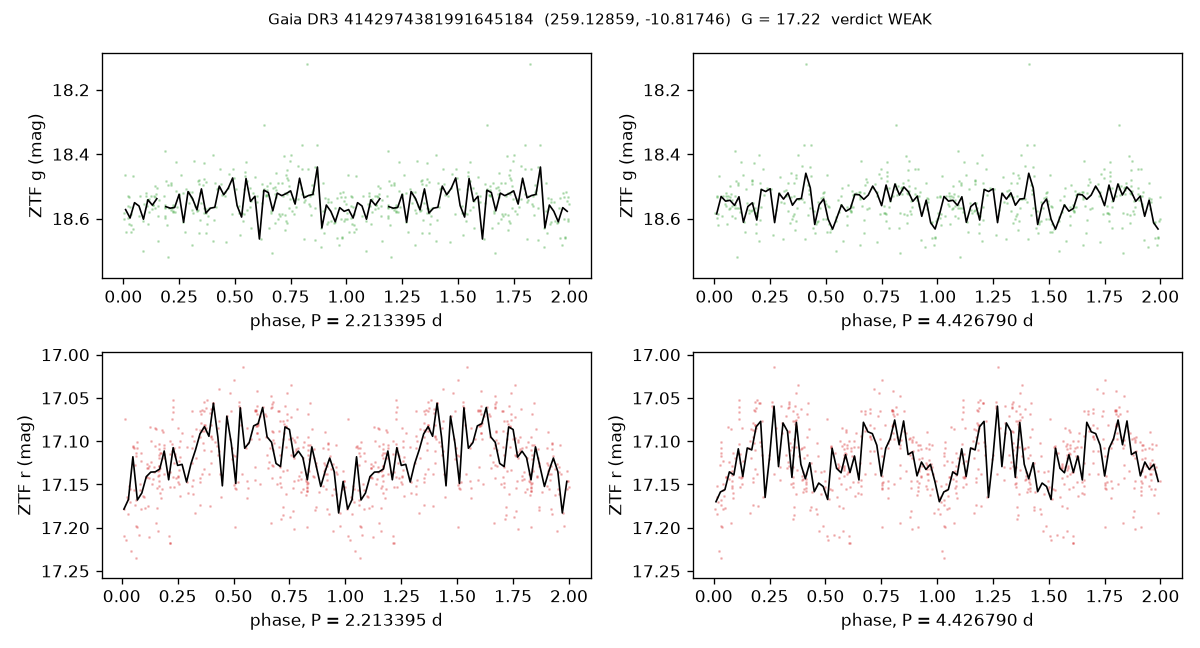 Gaia DR3 4142974381991645184 (259.12859, -10.81746) G = 17.22 verdict WEAK
ZTF g (mag)
18.2
18.4
18.6
0.00 0.25 0.50 0.75 1.00 1.25 1.50 1.75 2.00
phase, P = 2.213395 d
ZTF g (mag)
18.2
18.4
18.6
0.00 0.25 0.50 0.75 1.00 1.25 1.50 1.75 2.00
phase, P = 4.426790 d
ZTF r (mag)
17.00
17.05
17.10
17.15
17.20
17.25
0.00 0.25 0.50 0.75 1.00 1.25 1.50 1.75 2.00
phase, P = 2.213395 d
ZTF r (mag)
17.00
17.05
17.10
17.15
17.20
17.25
0.00 0.25 0.50 0.75 1.00 1.25 1.50 1.75 2.00
phase, P = 4.426790 d